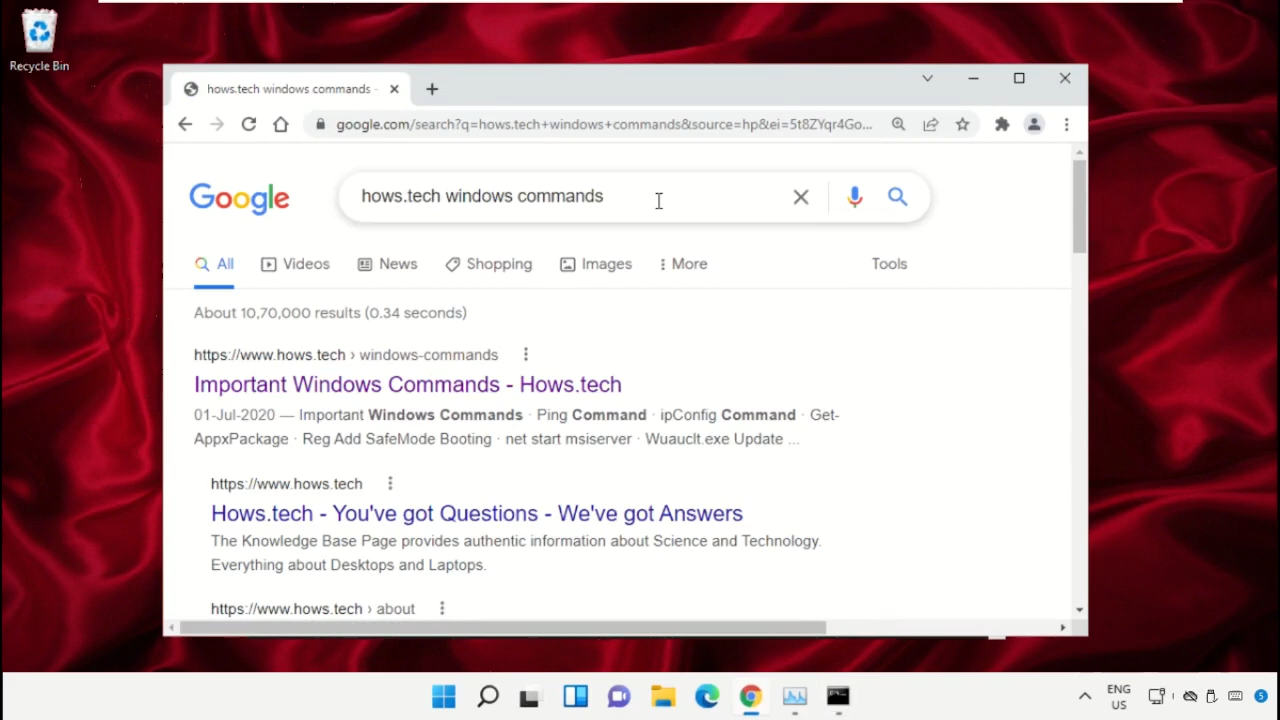 Recycle Bin
hows.tech windows commands -
google.com/search?q=hows.tech+windows+commands&source=hp&ei=5t8ZYqr4Go...
Google
hows.tech windows commands
All Videos News Shopping Images More Tools
About 10,70,000 results (0.34 seconds)
https://www.hows.tech › windows-commands
Important Windows Commands - Hows.tech
01-Jul-2020 — Important Windows Commands · Ping Command · ipConfig Command · Get-
AppxPackage · Reg Add SafeMode Booting · net start msiserver · Wuauclt.exe Update ...
https://www.hows.tech
Hows.tech - You've got Questions - We've got Answers
The Knowledge Base Page provides authentic information about Science and Technology.
Everything about Desktops and Laptops.
https://www.hows.tech › about
ENG
US
5